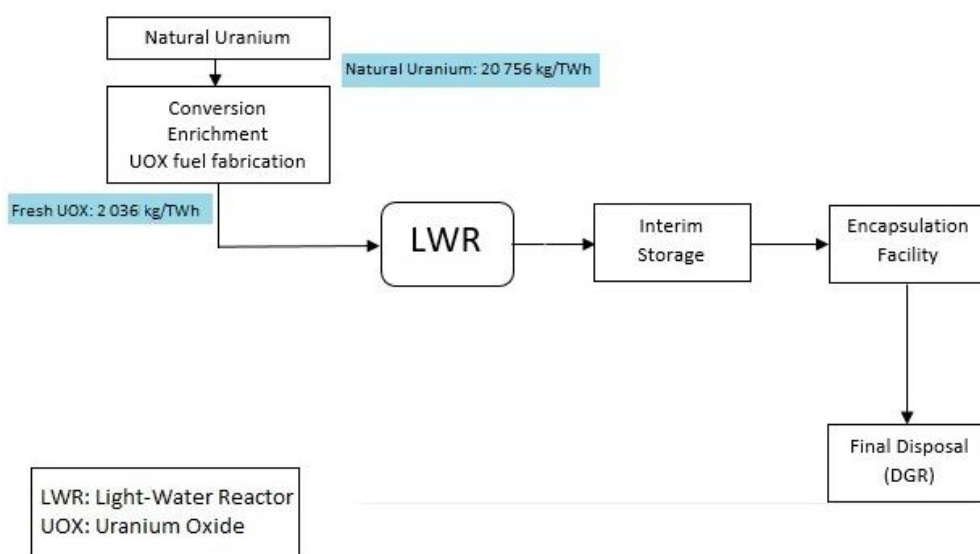 Natural Uranium
Natural Uranium: 20 756 kg/TWh
Conversion
Enrichment
UOX fuel fabrication
Fresh UOX: 2 036 kg/TWh
LWR
Interim
Storage
Encapsulation
Facility
Final Disposal
(DGR)
LWR: Light-Water Reactor
UOX: Uranium Oxide